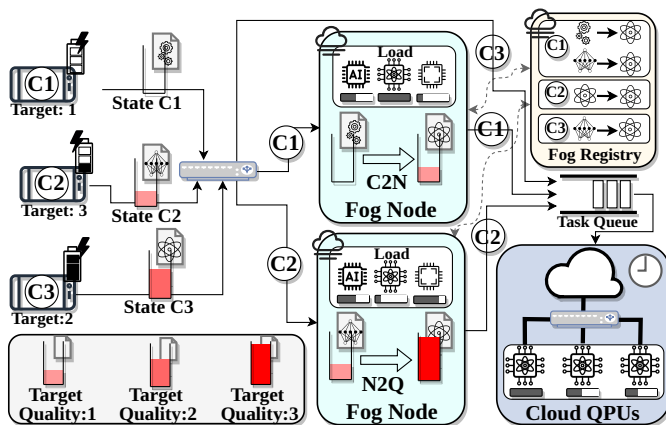 C1
Target: 1
State C1
C2
Target: 3
State C2
C3
Target:2
State C3
Target
Quality:1
Target
Quality:2
Target
Quality:3
C1
C2
Load
AI
C2N
Fog Node
Load
AI
N2Q
Fog Node
C3
C1
C2
C1
C2
C3
Fog Registry
Task Queue
Cloud QPUs